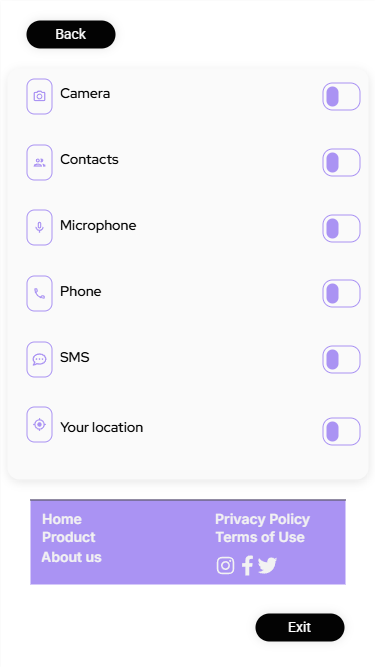 Back
Camera
Contacts
Microphone
Phone
SMS
Your location
Home
Product
About us
Privacy Policy
Terms of Use
Exit